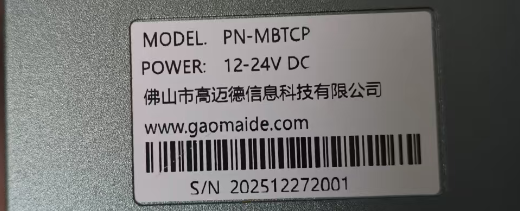 MODEL. PN-MBTCP
POWER: 12-24V DC
佛山市高迈德信息科技有限公司
www.gaomaide.com
S/N 202512272001